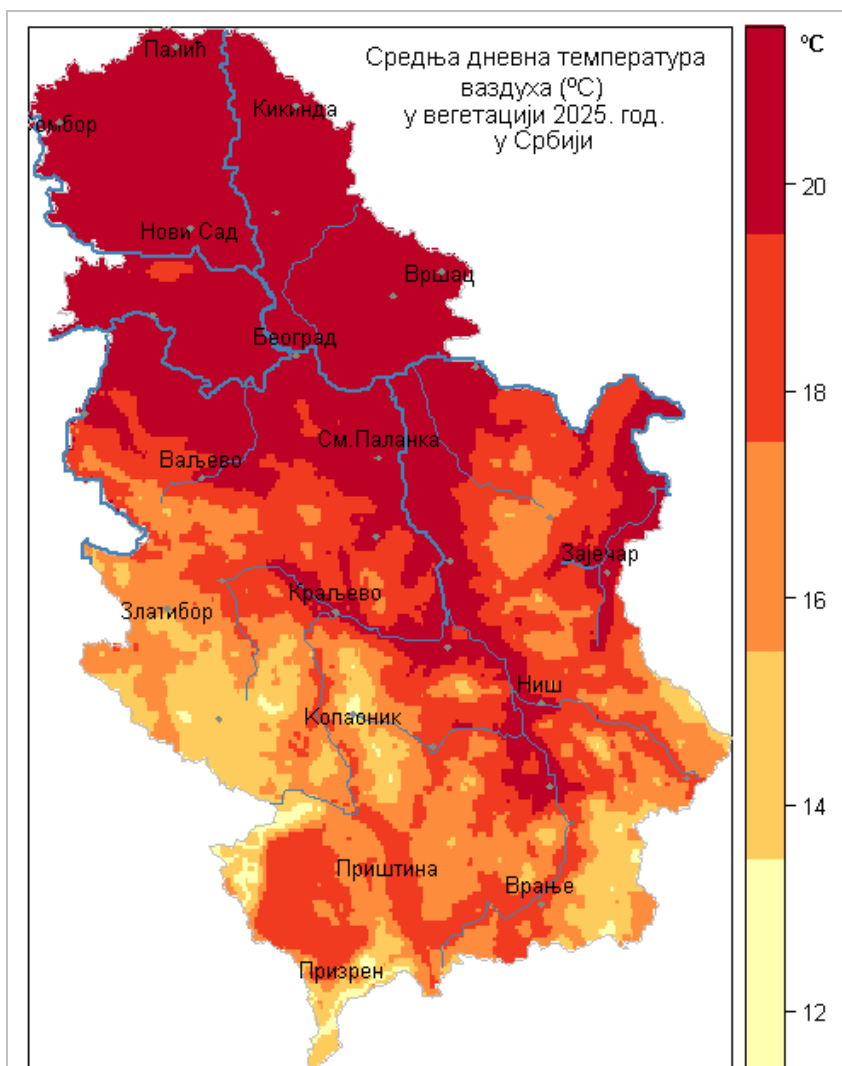 Средња дневна температура
ваздуха (ºС)
у вегетацији 2025. год.
у Србији
ºC
20
18
16
14
12
Палић
Кикинда
омбор
Нови Сад
Вршац
Београд
См.Паланка
Ваљево
Зајечар
Краљево
Златибор
Ниш
Копаоник
Приштина
Врање
Призрен